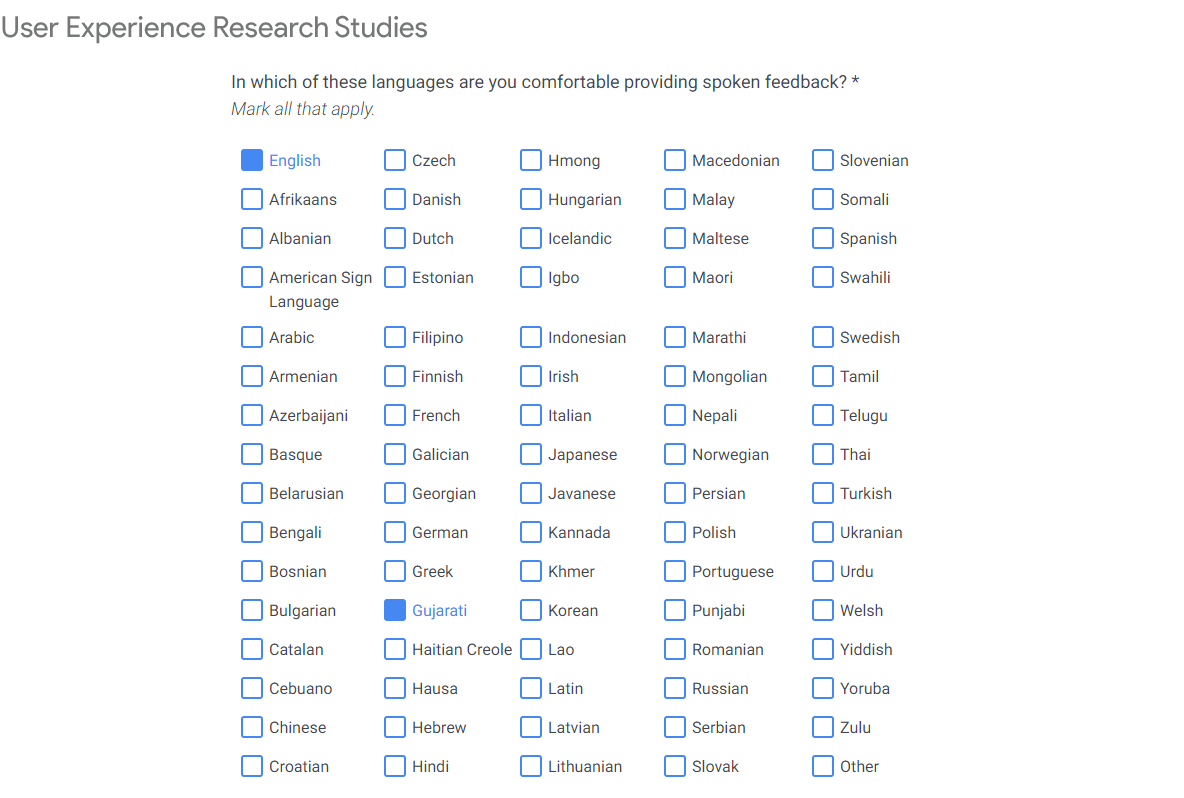 User Experience Research Studies
In which of these languages are you comfortable providing spoken feedback? *
Mark all that apply.
English Czech Hmong Macedonian Slovenian
Afrikaans Danish Hungarian Malay Somali
Albanian Dutch Icelandic Maltese Spanish
American Sign Estonian Igbo Maori Swahili
Language
Arabic Filipino Indonesian Marathi Swedish
Armenian Finnish Irish Mongolian Tamil
Azerbaijani French Italian Nepali Telugu
Basque Galician Japanese Norwegian Thai
Belarusian Georgian Javanese Persian Turkish
Bengali German Kannada Polish Ukranian
Bosnian Greek Khmer Portuguese Urdu
Bulgarian Gujarati Korean Punjabi Welsh
Catalan Haitian Creole Lao Romanian Yiddish
Cebuano Hausa Latin Russian Yoruba
Chinese Hebrew Latvian Serbian Zulu
Croatian Hindi Lithuanian Slovak Other